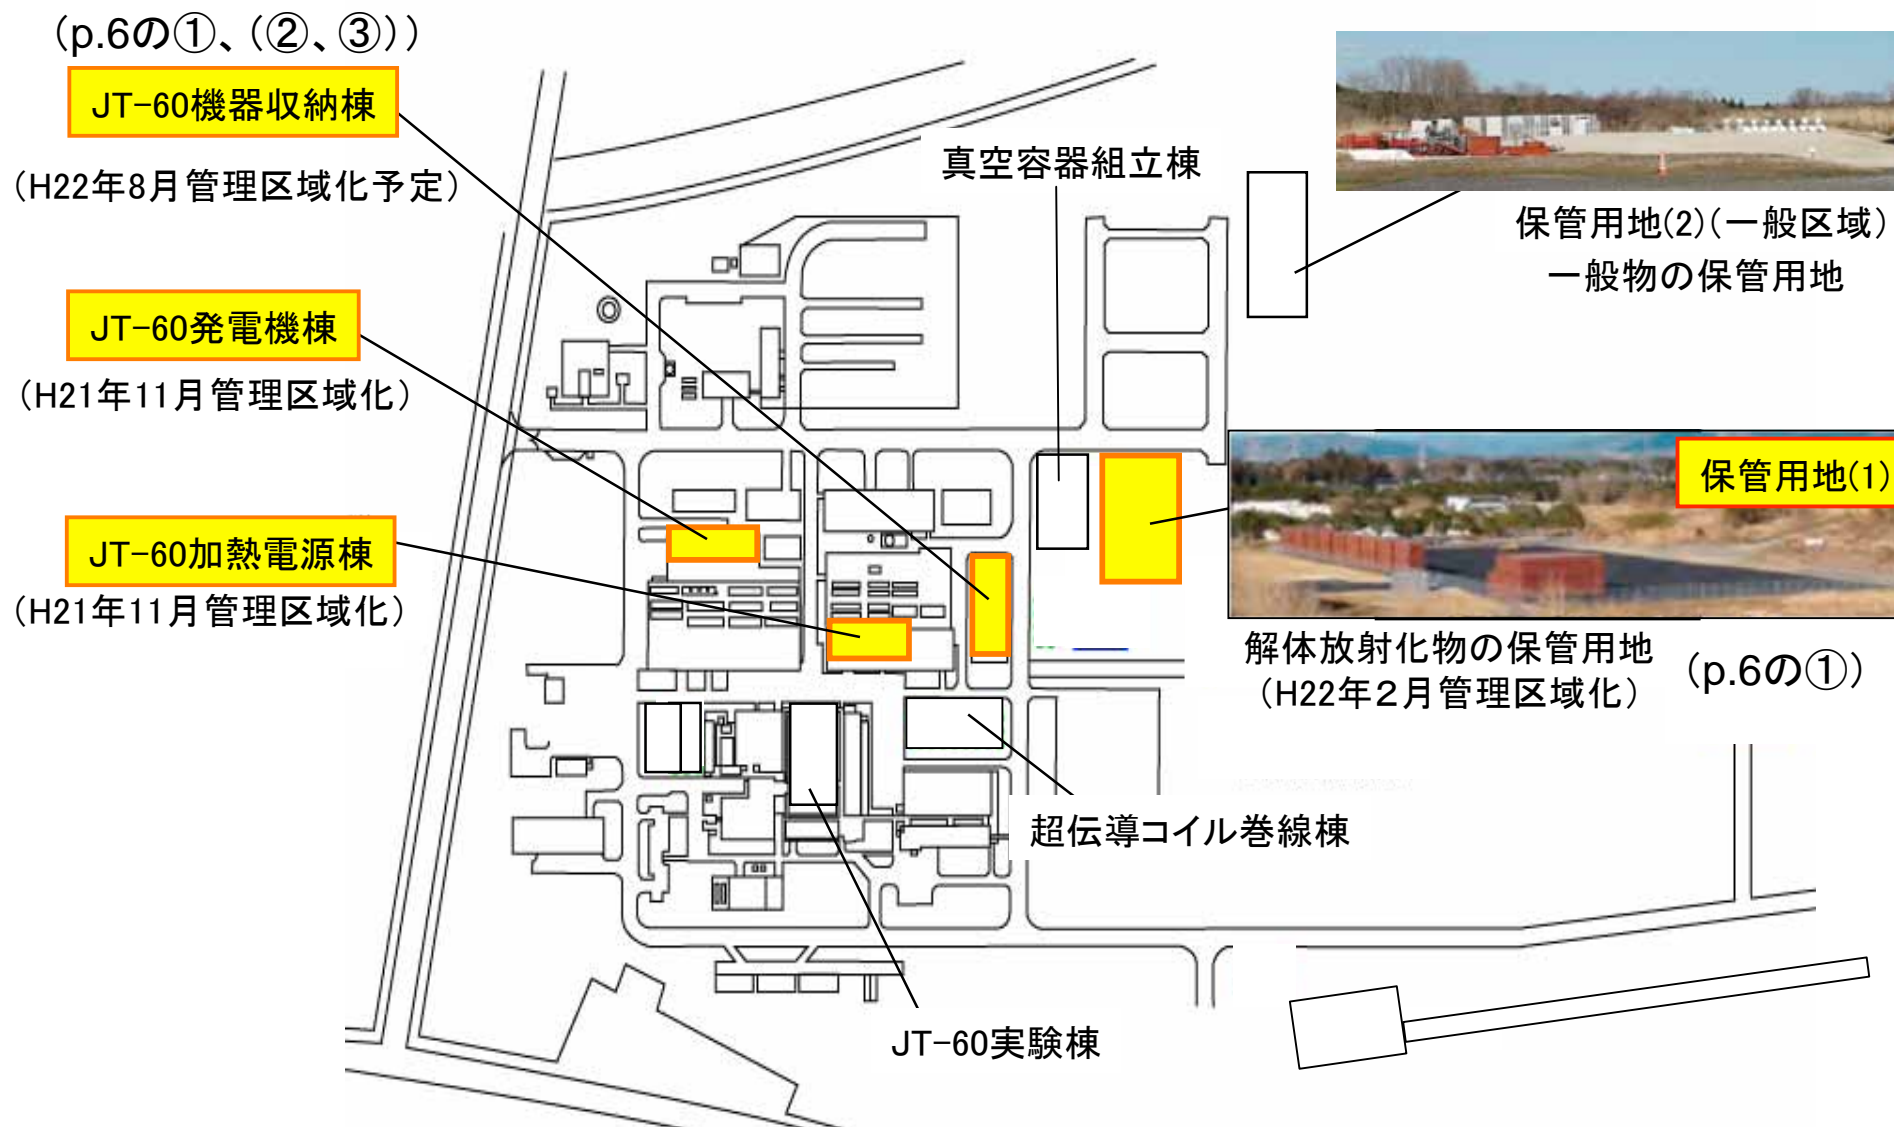 (p.6の①、(②、③))
JT-60機器収納棟
(H22年8月管理区域化予定)
JT-60発電機棟
(H21年11月管理区域化)
JT-60加熱電源棟
(H21年11月管理区域化)
真空容器組立棟
保管用地(2)(一般区域)
一般物の保管用地
保管用地(1)
解体放射化物の保管用地
(H22年２月管理区域化)
(p.6の①)
超伝導コイル巻線棟
JT-60実験棟